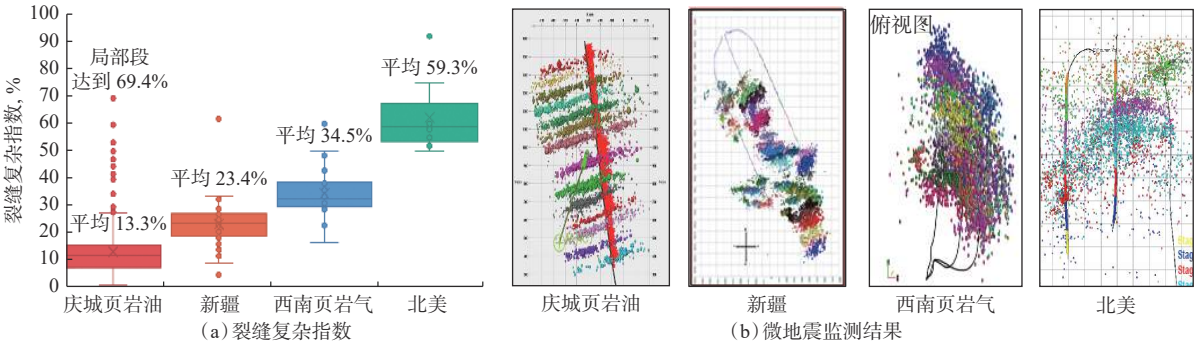 裂缝复杂指数, %
100
90
80
70
60
50
40
30
20
10
0
局部段
达到 69.4%
平均 13.3%
平均 23.4%
平均 34.5%
平均 59.3%
庆城页岩油
新疆
西南页岩气
北美
(a) 裂缝复杂指数
俯视图
Stag
Stag
Stag
庆城页岩油
新疆
西南页岩气
北美
(b) 微地震监测结果